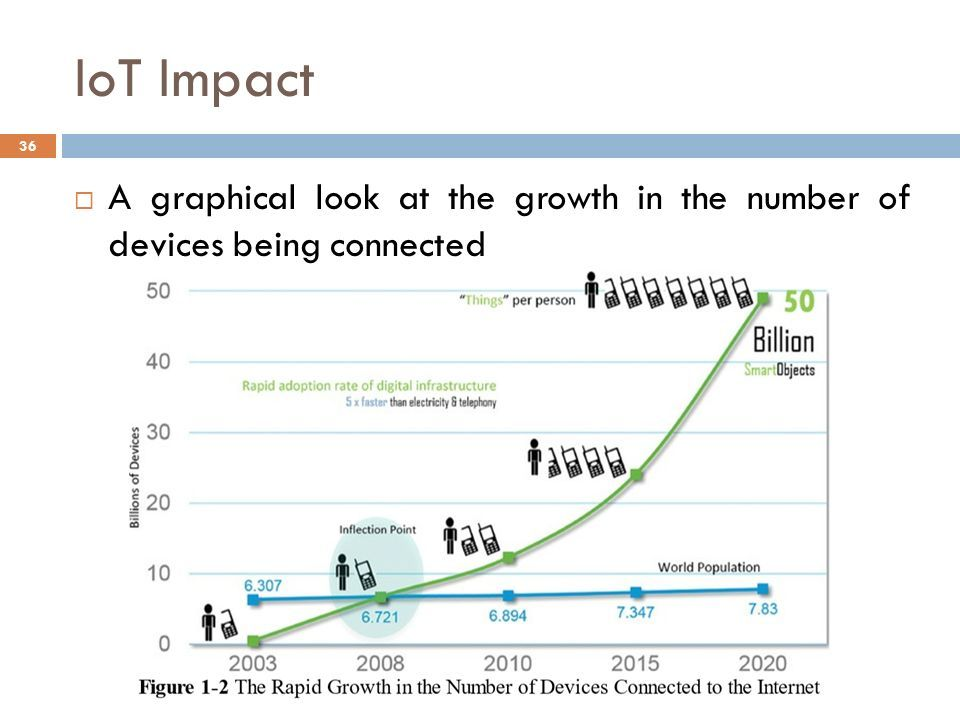 IoT Impact
36
A graphical look at the growth in the number of
devices being connected
50
"Things" per person
50
Billion
SmartObjects
40
Rapid adoption rate of digital infrastructure
5 x faster than electricity & telephony
30
Billions of Devices
20
Inflection Point
10
World Population
6.307
6.721
6.894
7.347
7.83
0
2003 2008 2010 2015 2020
Figure 1-2 The Rapid Growth in the Number of Devices Connected to the Internet